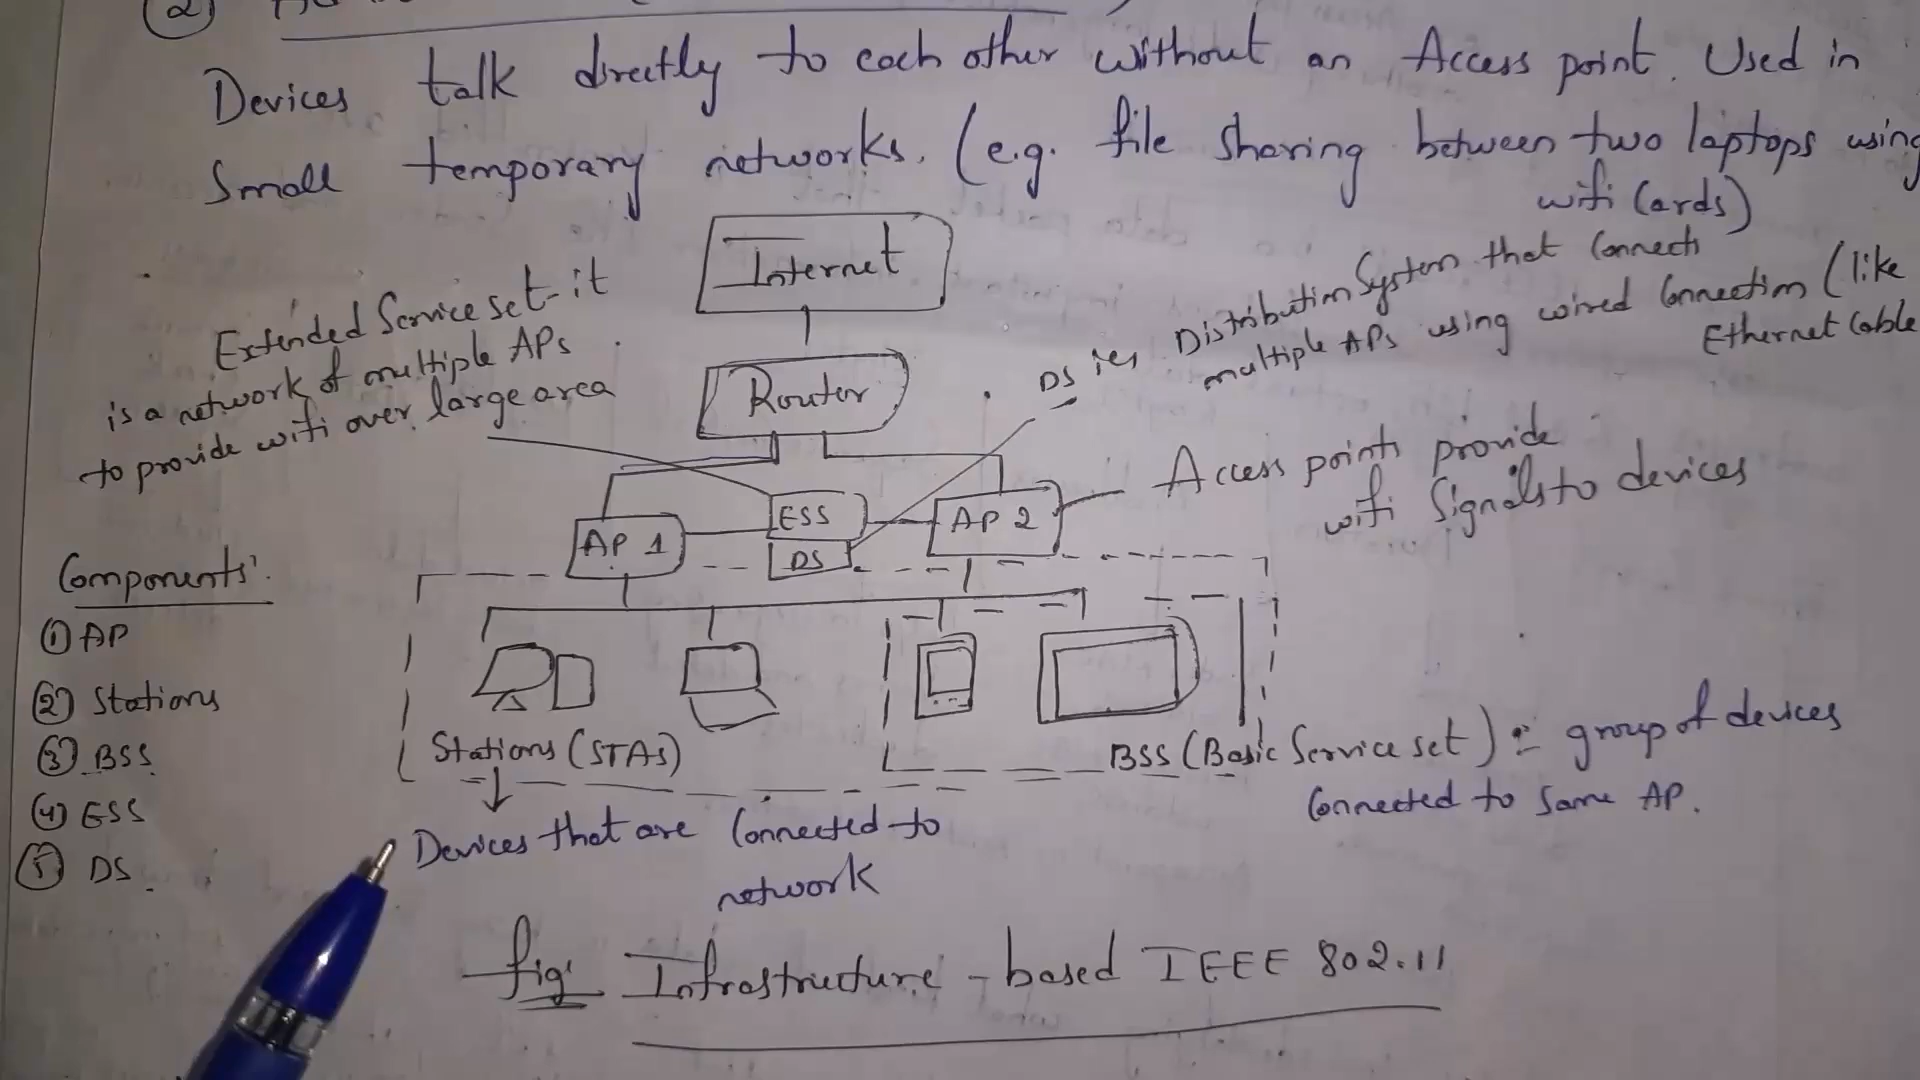 2
Devices talk directly to each other without an Access point. Used in
Small temporary networks. (e.g. file Sharing between two laptops using
wifi Cards)
Internet
Extended Service set - it
is a network of multiple APs
to provide wifi over large area
Router
DS is Distribution System that Connects
multiple APs using wired Connection (like
Ethernet Cable
Access points provide
wifi Signals to devices
AP 1
ESS
DS
AP 2
Components:
① AP
② Stations
③ BSS
④ ESS
⑤ DS.
Stations (STAs)
Devices that are Connected to
network
BSS (Basic Service set) = group of devices
Connected to Same AP.
fig: Infrastructure - based IEEE 802.11